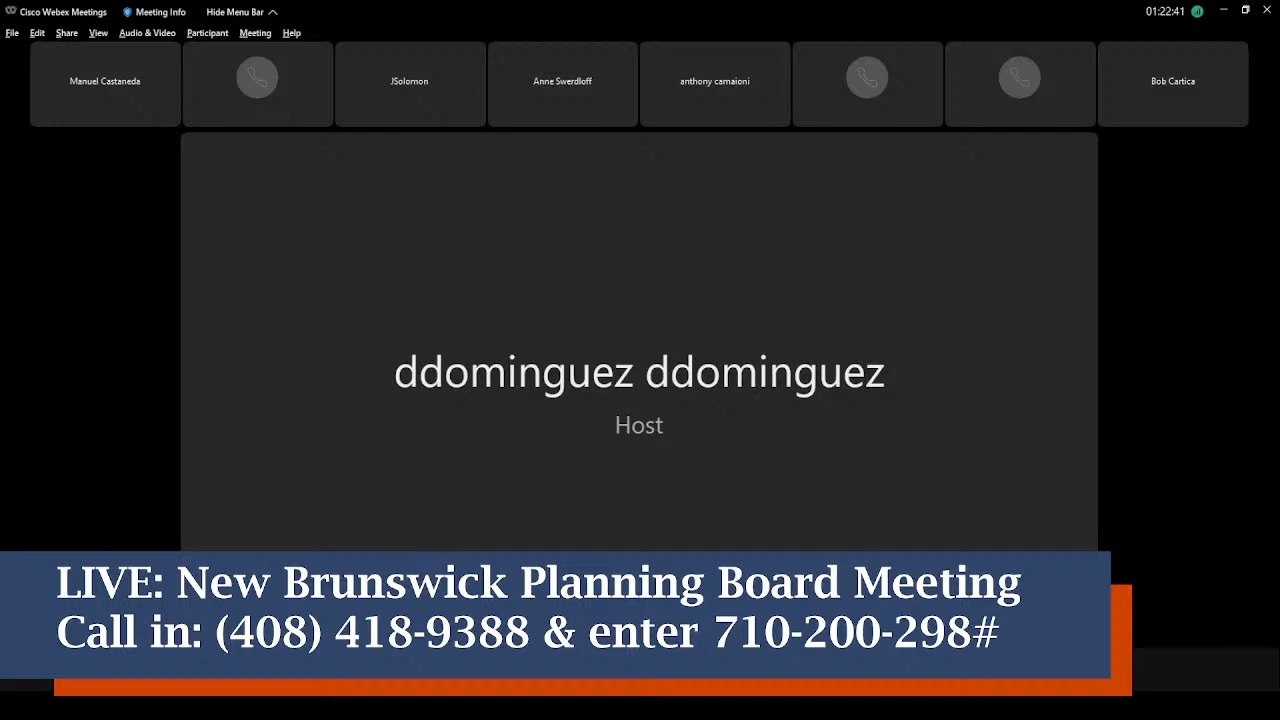 Cisco Webex Meetings Meeting Info Hide Menu Bar 01:22:41
File Edit Share View Audio & Video Participant Meeting Help
Manuel Castaneda JSolomon Anne Swerdloff anthony camaioni Bob Cartica
ddominguez ddominguez
Host
LIVE: New Brunswick Planning Board Meeting
Call in: (408) 418-9388 & enter 710-200-298#